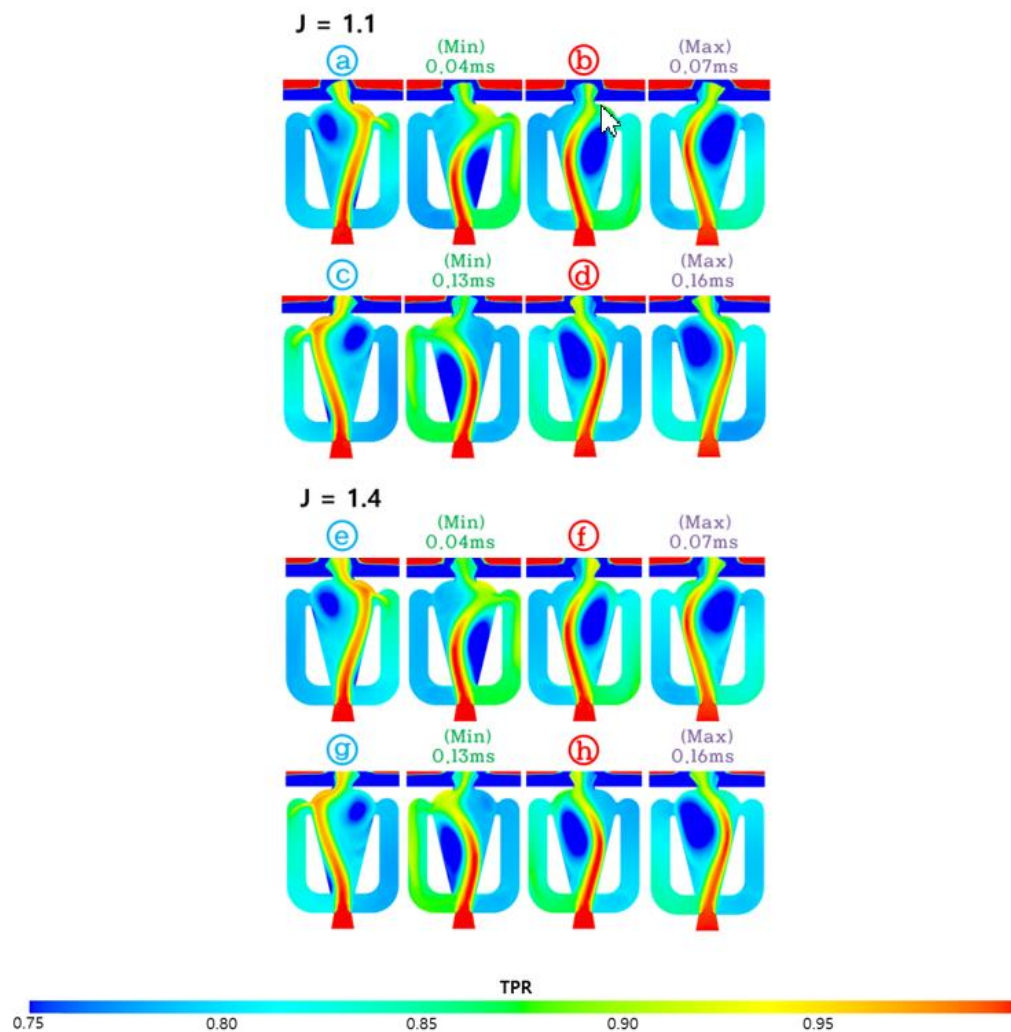 J = 1.1
ⓐ (Min) ⓑ (Max)
0.04ms 0.07ms
ⓒ (Min) ⓓ (Max)
0.13ms 0.16ms
J = 1.4
ⓔ (Min) ⓕ (Max)
0.04ms 0.07ms
ⓖ (Min) ⓗ (Max)
0.13ms 0.16ms
TPR
0.75 0.80 0.85 0.90 0.95